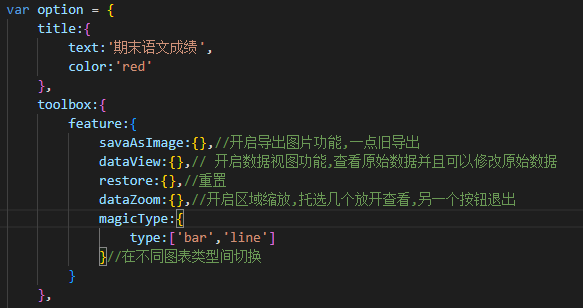 var option = {
title:{
text:'期末语文成绩',
color:'red'
},
toolbox:{
feature:{
savaAsImage:{},//开启导出图片功能,一点旧导出
dataView:{},// 开启数据视图功能,查看原始数据并且可以修改原始数据
restore:{},//重置
dataZoom:{},//开启区域缩放,托选几个放开查看,另一个按钮退出
magicType:{
type:['bar','line']
}//在不同图表类型间切换
}
},